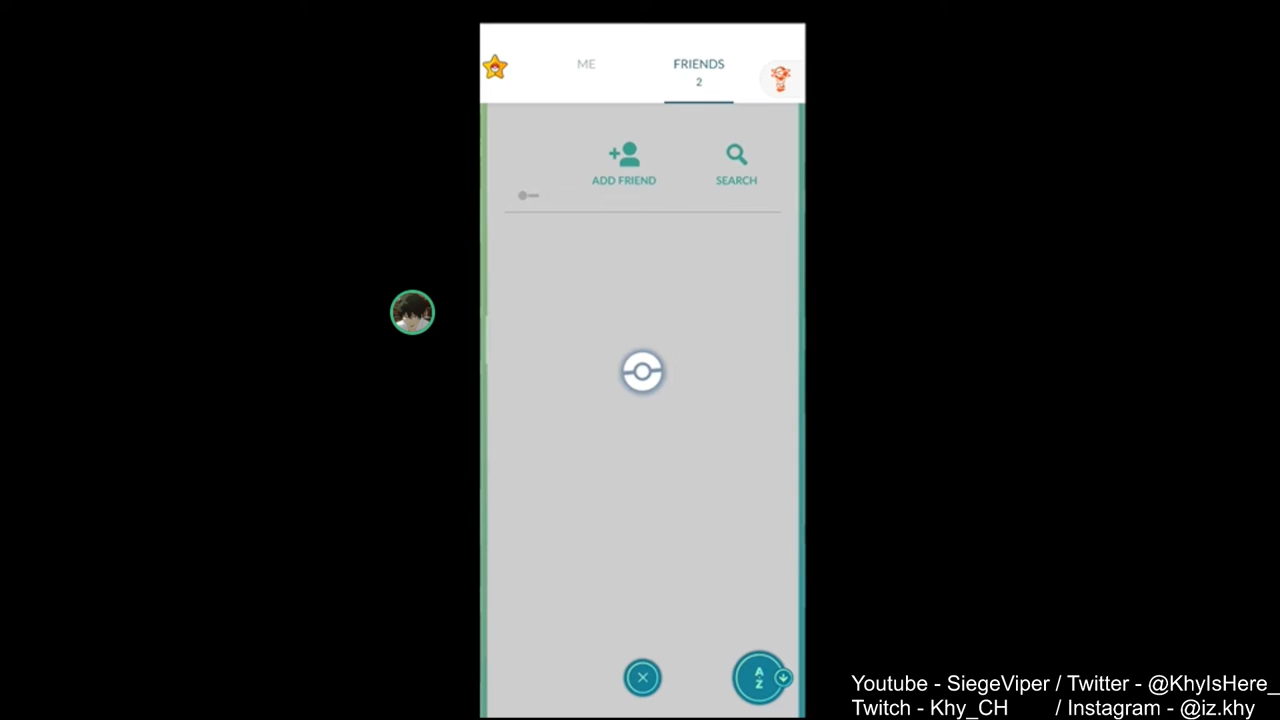 ME
FRIENDS
2
ADD FRIEND
SEARCH
A
Z
Youtube - SiegeViper / Twitter - @KhyIsHere_
Twitch - Khy_CH / Instagram - @iz.khy